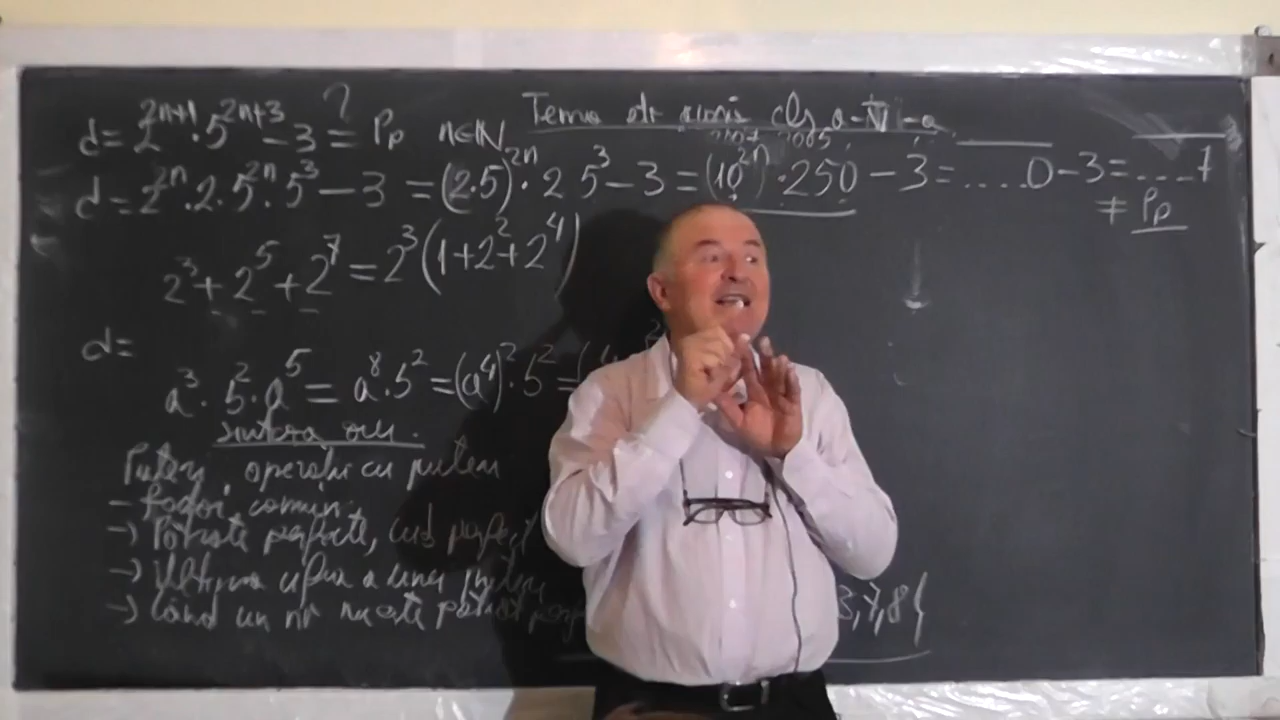 Tema de cls a-VI-a
d=2^{2n+1}·5^{2n+3}-3 ?= Pp n∈N
d=2^{2n}·2·5^{2n}·5^3-3=(2·5)^{2n}·2 5^3-3=(10^{2n})·250-3=....0-3=....7
≠ Pp
2^3+2^5+2^7=2^3(1+2^2+2^4)
d=
a^3·5^2·a^5=a^8·5^2=(a^4)^2·5^2=(
Puteri, operații cu puteri
- factor comun.
→ Pătrate perfecte, cub perfect
→ Ultima cifră a unei puteri
→ Când un nr nu este pătrat
3,7,8}